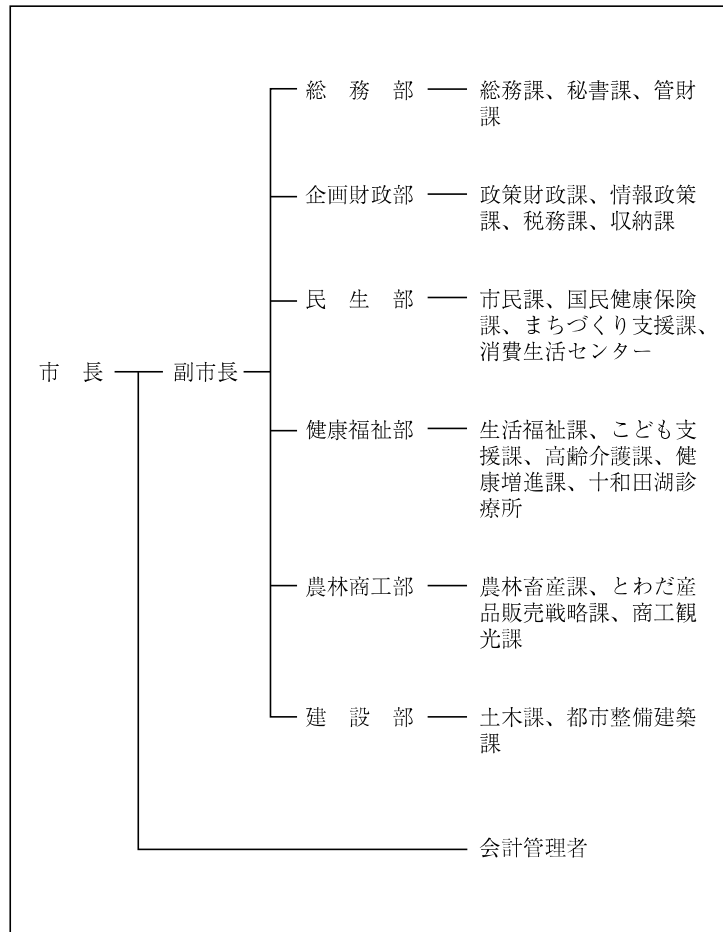 総　務　部　総務課、秘書課、管財
課
企画財政部　政策財政課、情報政策
課、税務課、収納課
民　生　部　市民課、国民健康保険
課、まちづくり支援課、
消費生活センター
市　長　副市長
健康福祉部　生活福祉課、こども支
援課、高齢介護課、健
康増進課、十和田湖診
療所
農林商工部　農林畜産課、とわだ産
品販売戦略課、商工観
光課
建　設　部　土木課、都市整備建築
課
会計管理者